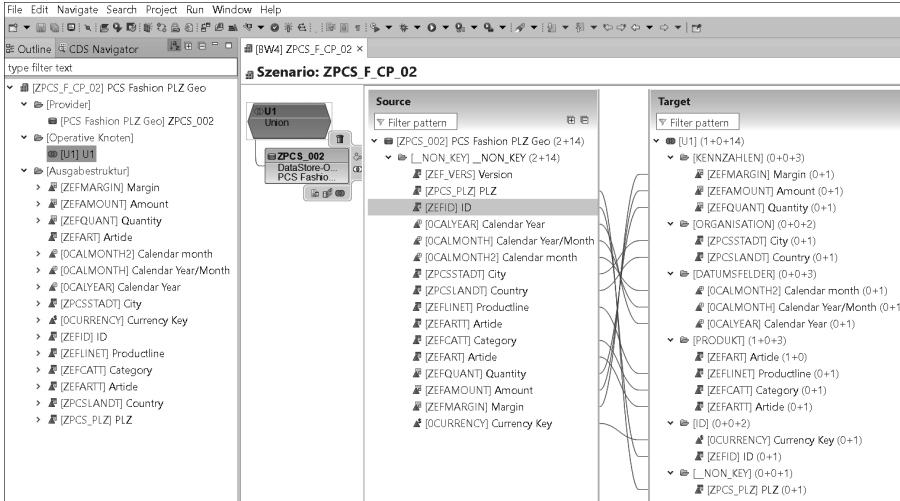 File Edit Navigate Search Project Run Window Help
Outline CDS Navigator
type filter text
[ZPCS_F_CP_02] PCS Fashion PLZ Geo
[Provider]
[PCS Fashion PLZ Geo] ZPCS_002
[Operative Knoten]
[U1] U1
[Ausgabestruktur]
[ZEFMARGIN] Margin
[ZEFAMOUNT] Amount
[ZEFQUANT] Quantity
[ZEFART] Article
[0CALMONTH2] Calendar month
[0CALMONTH] Calendar Year/Month
[0CALYEAR] Calendar Year
[ZPCSSTADT] City
[0CURRENCY] Currency Key
[ZEFID] ID
[ZEFLINET] Productline
[ZEFCATT] Category
[ZEFARTT] Article
[ZPCSLAND] Country
[ZPCS_PLZ] PLZ
[BW4] ZPCS_F_CP_02
Szenario: ZPCS_F_CP_02
U1
Union
ZPCS_002
DataStore-O...
PCS Fashio...
Source
Filter pattern
[ZPCS_002] PCS Fashion PLZ Geo (2+14)
[__NON_KEY] __NON_KEY (2+14)
[ZEF_VERS] Version
[ZPCS_PLZ] PLZ
[ZEFID] ID
[0CALYEAR] Calendar Year
[0CALMONTH] Calendar Year/Month
[0CALMONTH2] Calendar month
[ZPCSSTADT] City
[ZPCSLANDT] Country
[ZEFLINET] Productline
[ZEFARTT] Article
[ZEFCATT] Category
[ZEFART] Article
[ZEFQUANT] Quantity
[ZEFAMOUNT] Amount
[ZEFMARGIN] Margin
[0CURRENCY] Currency Key
Target
Filter pattern
[U1] (1+0+14)
[KENNZAHLEN] (0+0+3)
[ZEFMARGIN] Margin (0+1)
[ZEFAMOUNT] Amount (0+1)
[ZEFQUANT] Quantity (0+1)
[ORGANISATION] (0+0+2)
[ZPCSSTADT] City (0+1)
[ZPCSLANDT] Country (0+1)
[DATUMSFELDER] (0+0+3)
[0CALMONTH2] Calendar month (0+1)
[0CALMONTH] Calendar Year/Month (0+1)
[0CALYEAR] Calendar Year (0+1)
[PRODUKT] (1+0+3)
[ZEFART] Article (1+0)
[ZEFLINET] Productline (0+1)
[ZEFCATT] Category (0+1)
[ZEFARTT] Article (0+1)
[ID] (0+0+2)
[0CURRENCY] Currency Key (0+1)
[ZEFID] ID (0+1)
[__NON_KEY] (0+0+1)
[ZPCS_PLZ] PLZ (0+1)